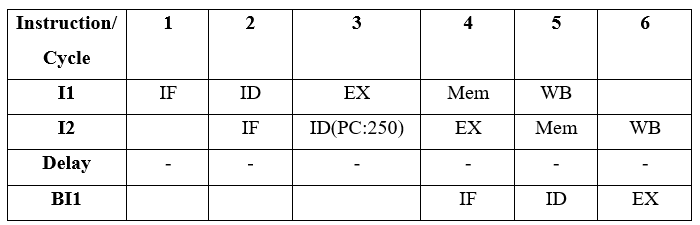 Instruction/ 1 2 3 4 5 6
Cycle
I1 IF ID EX Mem WB
I2 IF ID(PC:250) EX Mem WB
Delay - - - - - -
BI1 IF ID EX